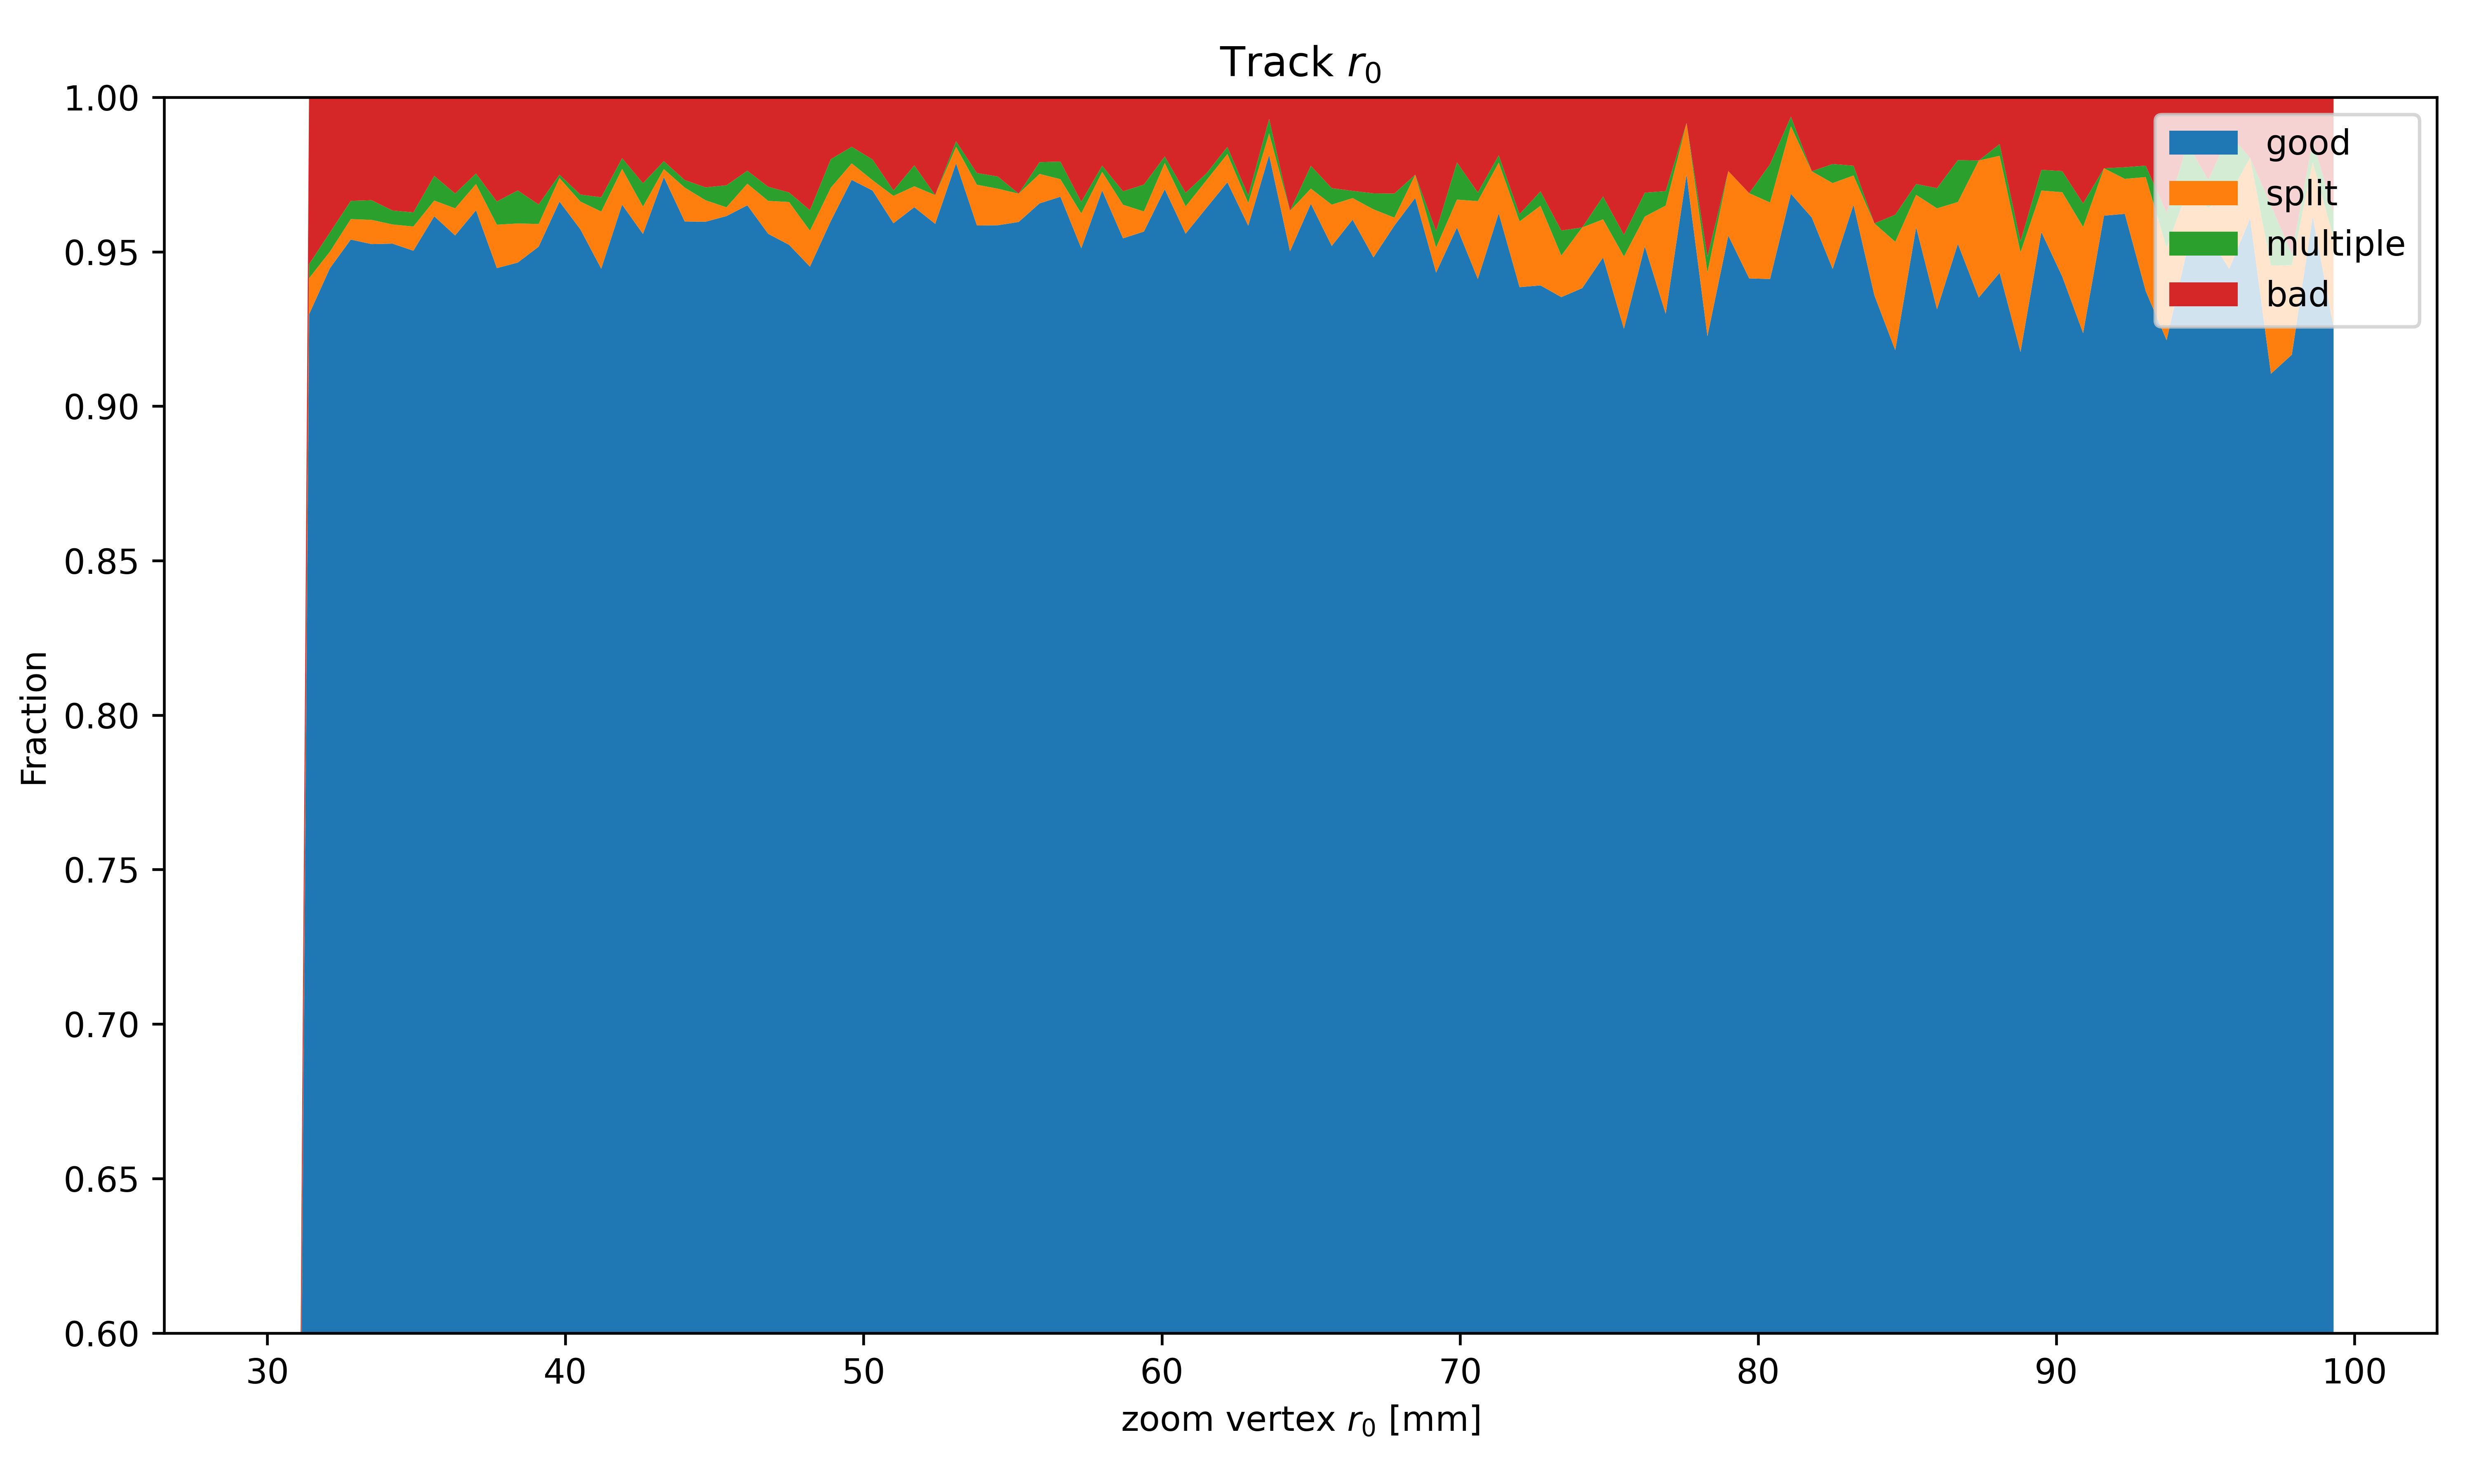 Track r₀
1.00
0.95
0.90
0.85
0.80
0.75
0.70
0.65
0.60
Fraction
good
split
multiple
bad
30 40 50 60 70 80 90 100
zoom vertex r₀ [mm]